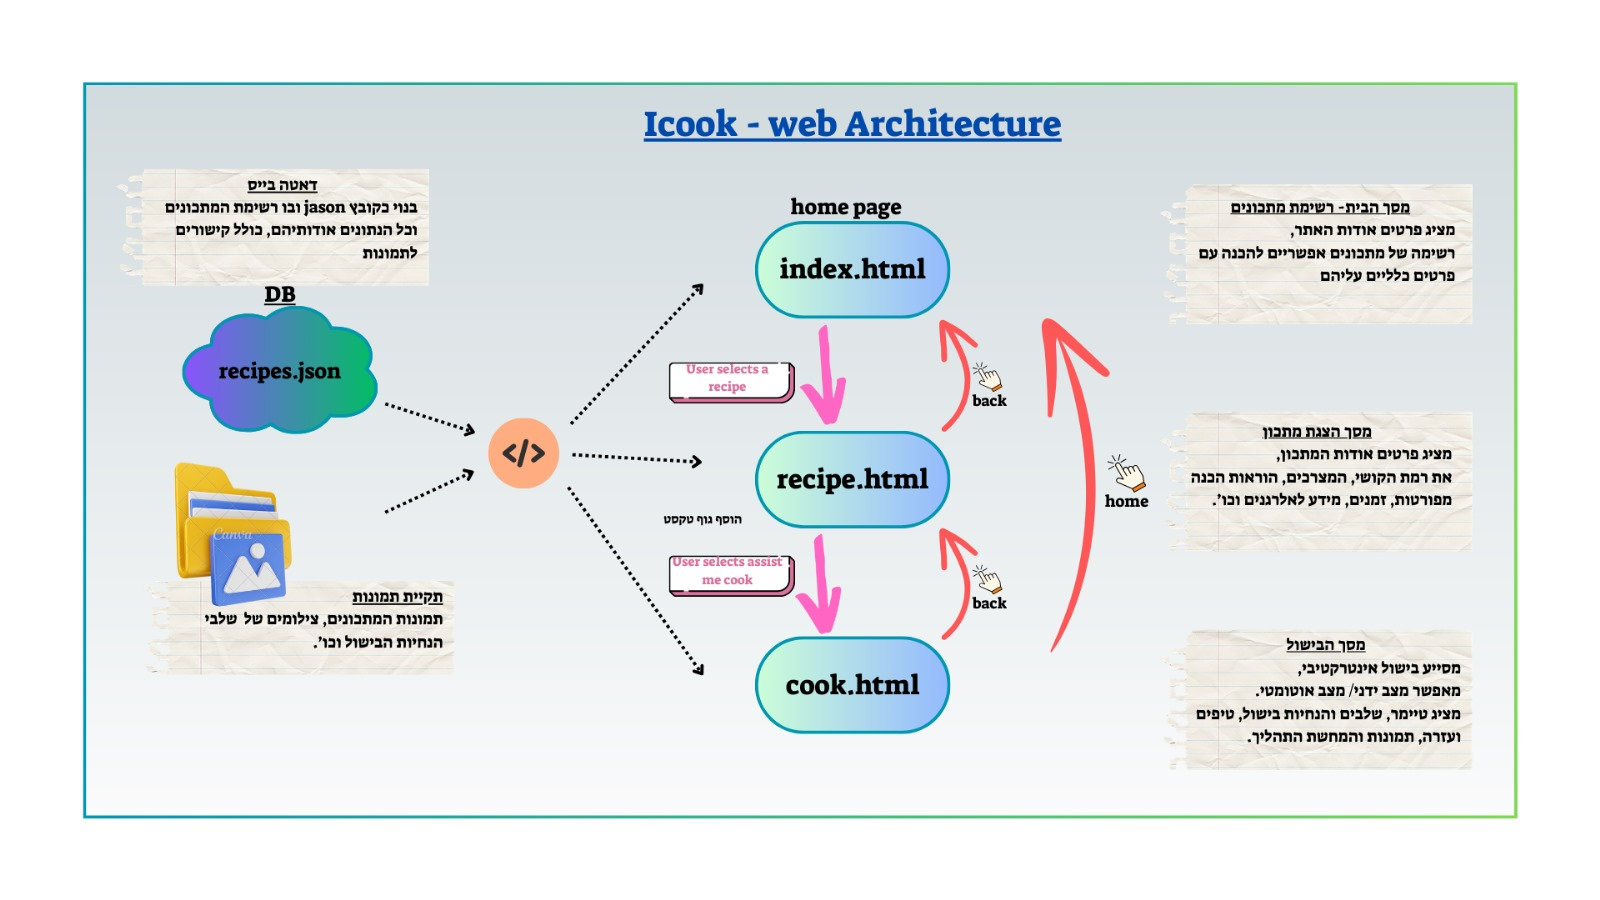 Icook - web Architecture
דאטה בייס
בנוי כקובץ jason ובו רשימת המתכונים
וכל הנתונים אודותיהם, כולל קישורים
לתמונות
DB
recipes.json
Canva
תקיית תמונות
תמונות המתכונים, צילומים של שלבי
הנחיות הבישול וכו'.
</>
home page
index.html
User selects a
recipe
back
recipe.html
הוסף גוף טקסט
User selects assist
me cook
back
cook.html
home
מסך הבית- רשימת מתכונים
מציג פרטים אודות האתר,
רשימה של מתכונים אפשריים להכנה עם
פרטים כלליים עליהם
מסך הצגת מתכון
מציג פרטים אודות המתכון,
את רמת הקושי, המצרכים, הוראות הכנה
מפורטות, זמנים, מידע לאלרגנים וכו'.
מסך הבישול
מסייע בישול אינטרקטיבי,
מאפשר מצב ידני/ מצב אוטומטי.
מציג טיימר, שלבים והנחיות בישול, טיפים
ועזרה, תמונות והמחשת התהליך.